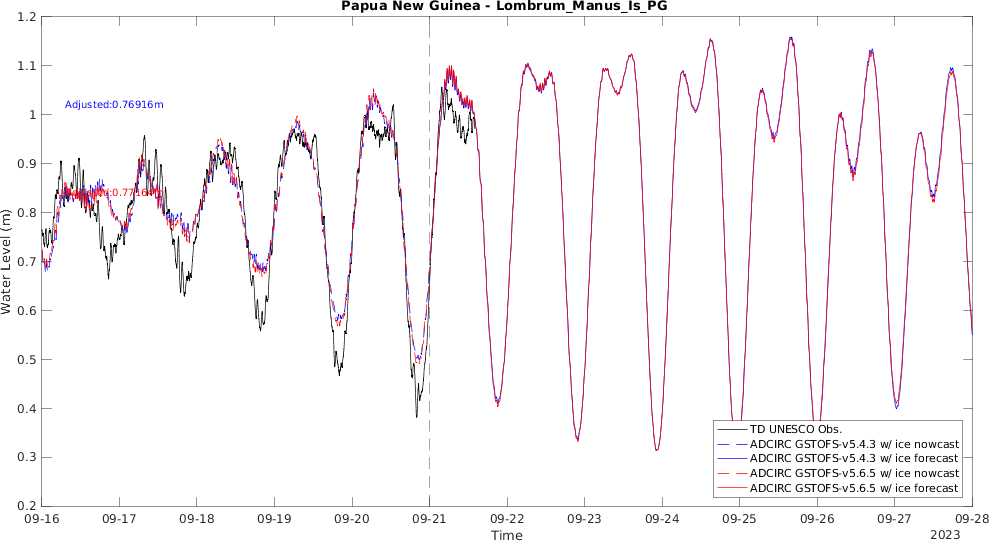 Papua New Guinea - Lombrum_Manus_Is_PG
1.2
1.1
1
0.9
0.8
0.7
0.6
0.5
0.4
0.3
0.2
Water Level (m)
Adjusted:0.76916m
TD UNESCO Obs.
ADCIRC GSTOFS-v5.4.3 w/ ice nowcast
ADCIRC GSTOFS-v5.4.3 w/ ice forecast
ADCIRC GSTOFS-v5.6.5 w/ ice nowcast
ADCIRC GSTOFS-v5.6.5 w/ ice forecast
09-16 09-17 09-18 09-19 09-20 09-21 09-22 09-23 09-24 09-25 09-26 09-27 09-28
Time
2023